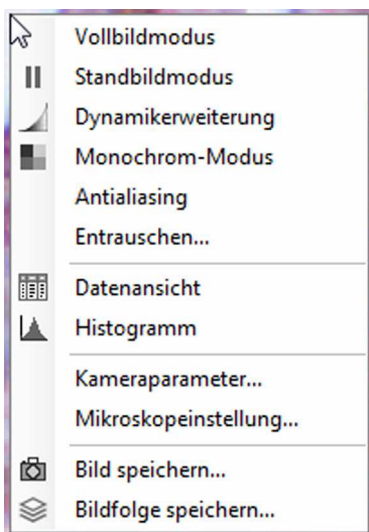 Vollbildmodus
Standbildmodus
Dynamikerweiterung
Monochrom-Modus
Antialiasing
Entrauschen...
Datenansicht
Histogramm
Kameraparameter...
Mikroskopeinstellung...
Bild speichern...
Bildfolge speichern...